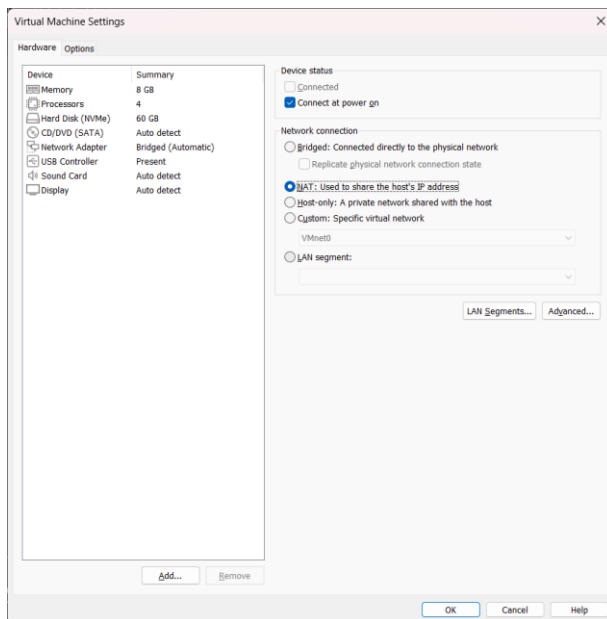 Virtual Machine Settings
Hardware Options
Device Summary
Memory 8 GB
Processors 4
Hard Disk (NVMe) 60 GB
CD/DVD (SATA) Auto detect
Network Adapter Bridged (Automatic)
USB Controller Present
Sound Card Auto detect
Display Auto detect
Add... Remove
Device status
Connected
Connect at power on
Network connection
Bridged: Connected directly to the physical network
Replicate physical network connection state
NAT: Used to share the host's IP address
Host-only: A private network shared with the host
Custom: Specific virtual network
VMnet0
LAN segment:
LAN Segments... Advanced...
OK Cancel Help